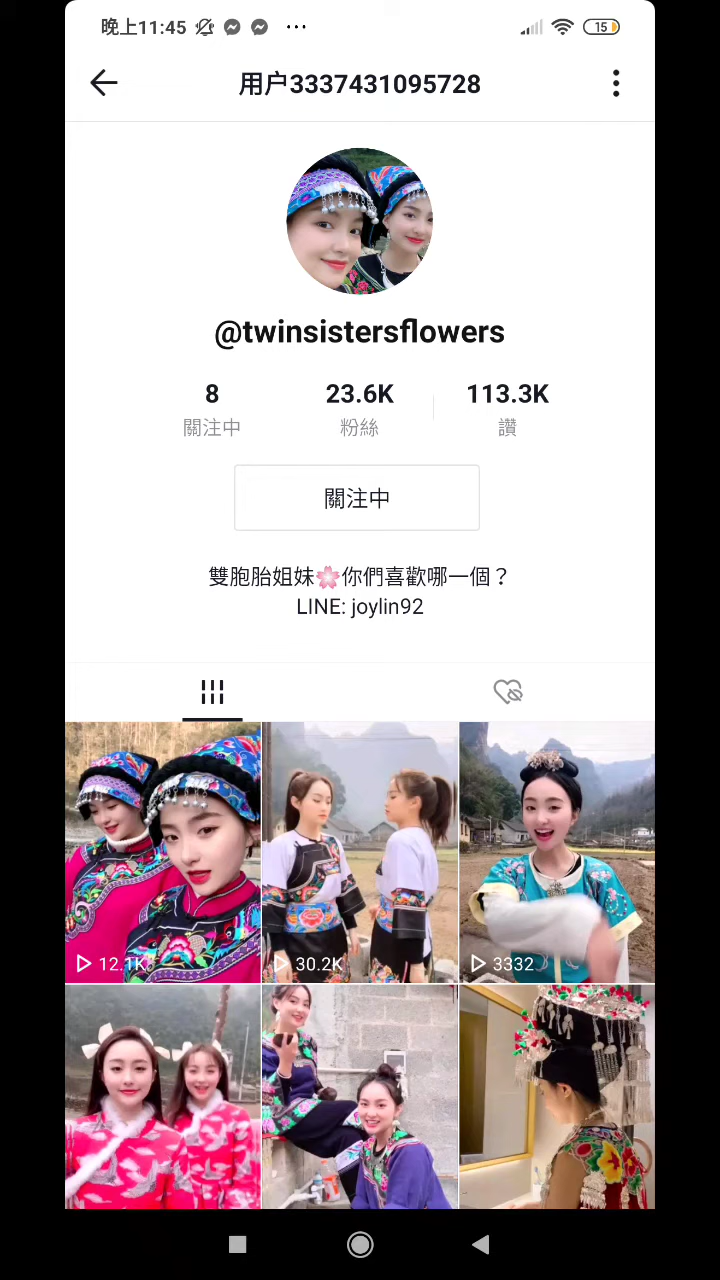 晚上11:45
15
用户3337431095728
@twinsistersflowers
8
關注中
23.6K
粉絲
113.3K
讚
關注中
雙胞胎姐妹🌸你們喜歡哪一個？
LINE: joylin92
12.1K
30.2K
3332